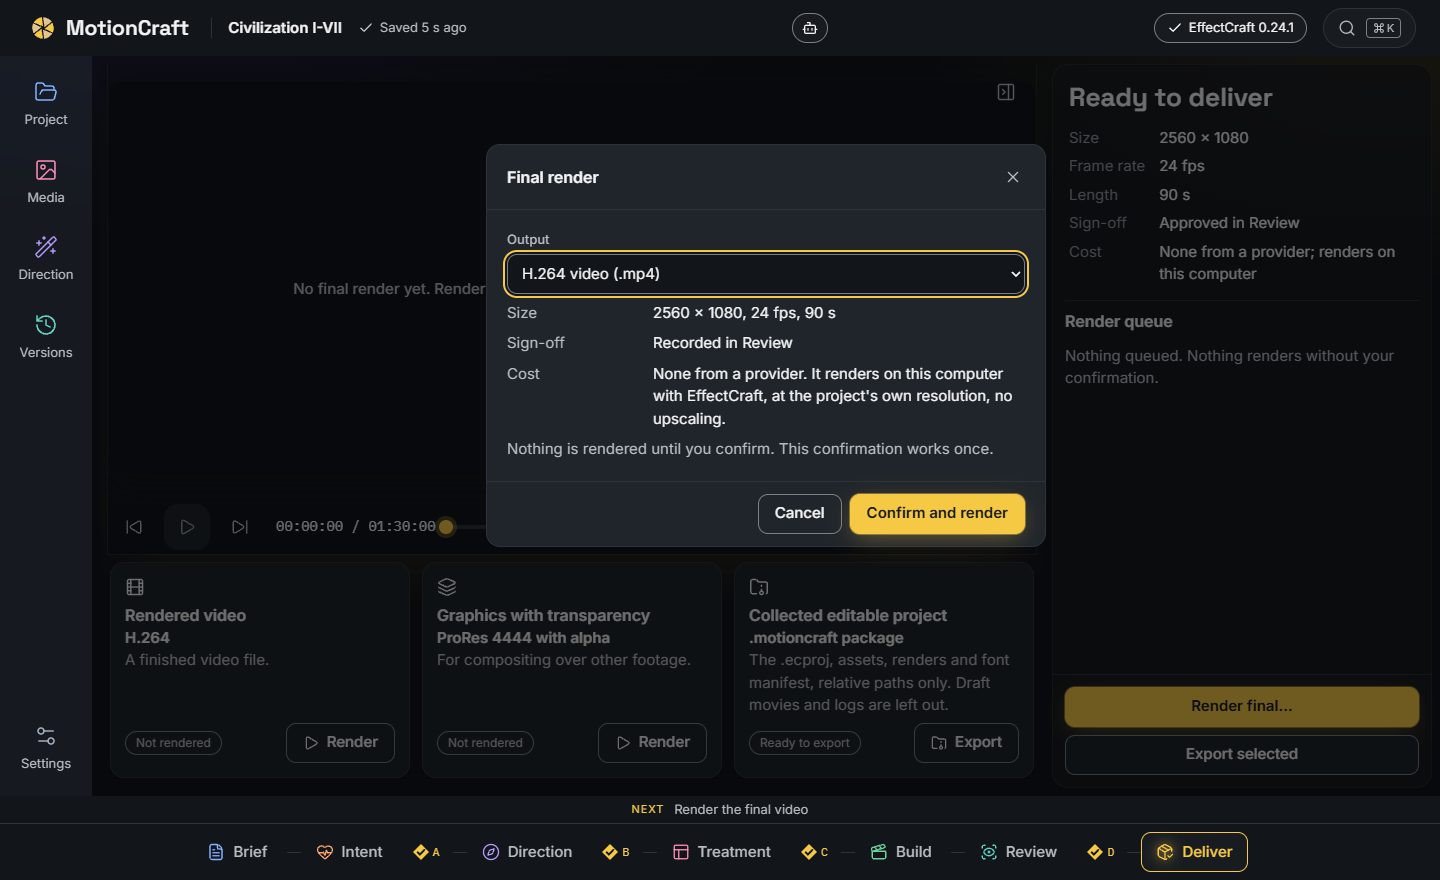 MotionCraft
Civilization I-VII
Saved 5 s ago
EffectCraft 0.24.1
⌘K
Project
Media
Direction
Versions
Settings
No final render yet. Render
00:00:00 / 01:30:00
Final render
Output
H.264 video (.mp4)
Size
2560 × 1080, 24 fps, 90 s
Sign-off
Recorded in Review
Cost
None from a provider. It renders on this computer
with EffectCraft, at the project's own resolution, no
upscaling.
Nothing is rendered until you confirm. This confirmation works once.
Cancel
Confirm and render
Rendered video
H.264
A finished video file.
Not rendered
Render
Graphics with transparency
ProRes 4444 with alpha
For compositing over other footage.
Not rendered
Render
Collected editable project
.motioncraft package
The .ecproj, assets, renders and font
manifest, relative paths only. Draft
movies and logs are left out.
Ready to export
Export
Ready to deliver
Size
2560 × 1080
Frame rate
24 fps
Length
90 s
Sign-off
Approved in Review
Cost
None from a provider; renders on
this computer
Render queue
Nothing queued. Nothing renders without your
confirmation.
Render final...
Export selected
NEXT Render the final video
Brief
Intent
A
Direction
B
Treatment
C
Build
Review
D
Deliver